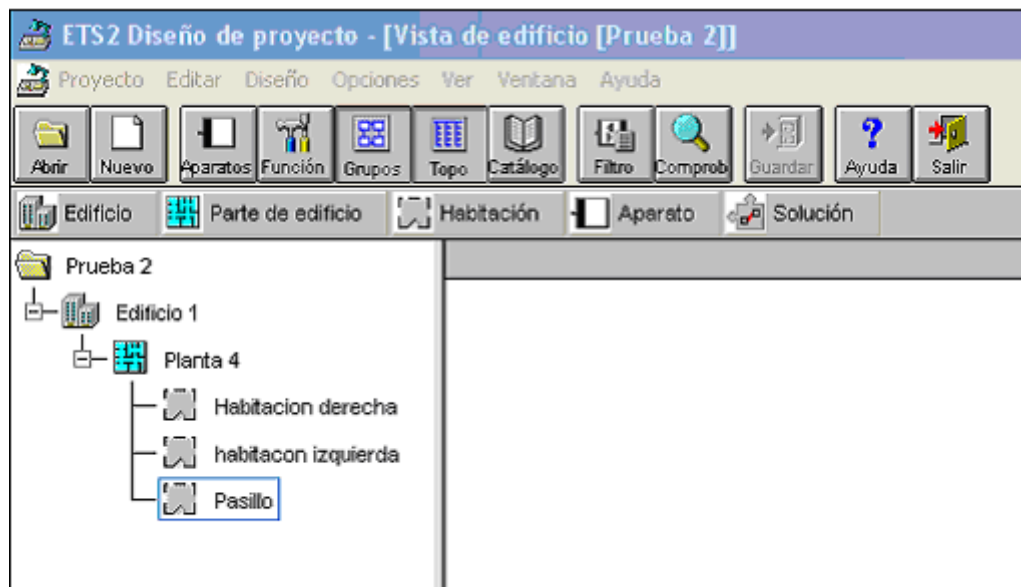 ETS2 Diseño de proyecto - [Vista de edificio [Prueba 2]]
Proyecto Editar Diseño Opciones Ver Ventana Ayuda
Abrir Nuevo Aparatos Función Grupos Topo Catálogo Filtro Comprob Guardar Ayuda Salir
Edificio Parte de edificio Habitación Aparato Solución
Prueba 2
Edificio 1
Planta 4
Habitacion derecha
habitacon izquierda
Pasillo